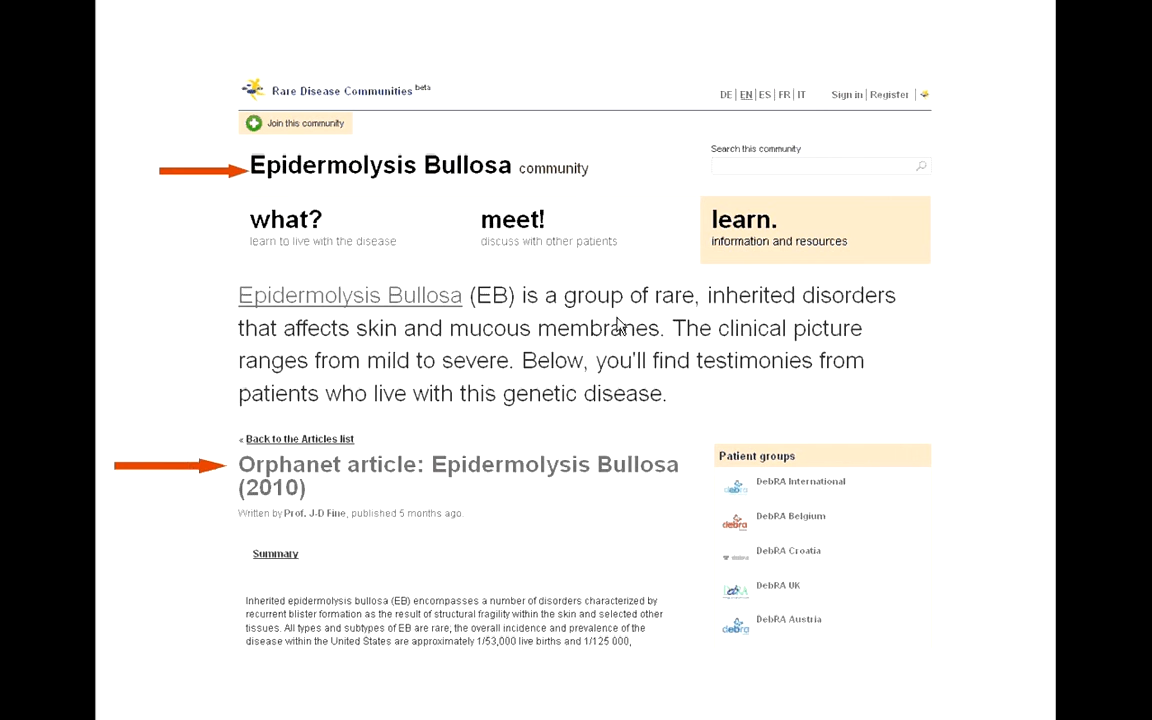 Rare Disease Communities beta
DE | EN | ES | FR | IT Sign in | Register |
Join this community
Epidermolysis Bullosa community
Search this community
what?
learn to live with the disease
meet!
discuss with other patients
learn.
information and resources
Epidermolysis Bullosa (EB) is a group of rare, inherited disorders
that affects skin and mucous membranes. The clinical picture
ranges from mild to severe. Below, you'll find testimonies from
patients who live with this genetic disease.
« Back to the Articles list
Orphanet article: Epidermolysis Bullosa
(2010)
Written by Prof. J-D Fine, published 5 months ago.
Summary
Inherited epidermolysis bullosa (EB) encompasses a number of disorders characterized by
recurrent blister formation as the result of structural fragility within the skin and selected other
tissues. All types and subtypes of EB are rare; the overall incidence and prevalence of the
disease within the United States are approximately 1/53,000 live births and 1/125 000,
Patient groups
debra DebRA International
debra DebRA Belgium
debra DebRA Croatia
DebRA DebRA UK
debra DebRA Austria